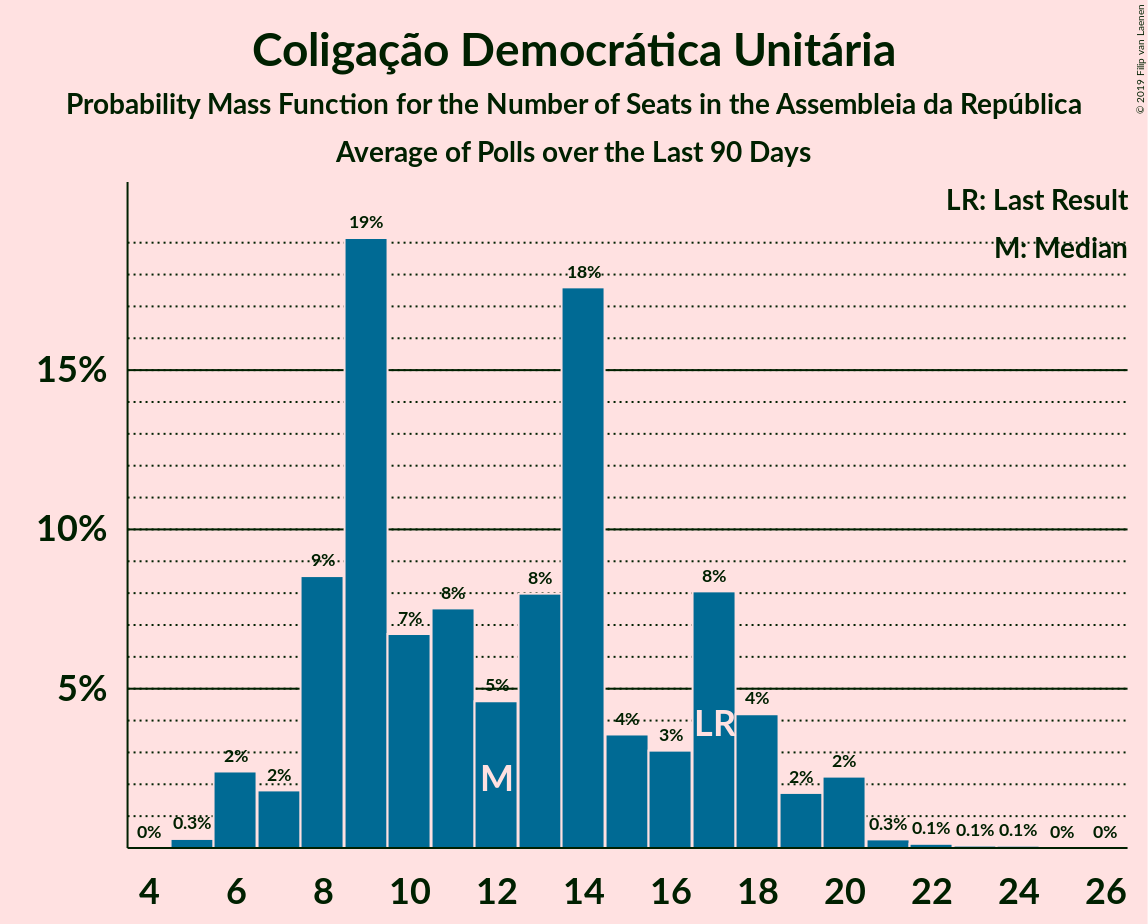 Coligação Democrática Unitária
Probability Mass Function for the Number of Seats in the Assembleia da República
Average of Polls over the Last 90 Days
© 2019 Filip van Laenen
LR: Last Result
M: Median
15%
10%
5%
0%
0.3%
2%
2%
9%
19%
7%
8%
5%
8%
18%
4%
3%
8%
4%
2%
2%
0.3%
0.1%
0.1%
0.1%
0%
0%
M
LR
4 6 8 10 12 14 16 18 20 22 24 26